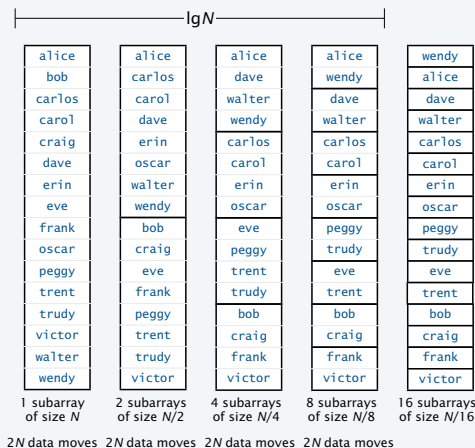 lgN
alice
bob
carlos
carol
craig
dave
erin
eve
frank
oscar
peggy
trent
trudy
victor
walter
wendy
1 subarray
of size N
2N data moves
alice
carlos
carol
dave
erin
oscar
walter
wendy
bob
craig
eve
frank
peggy
trent
trudy
victor
2 subarrays
of size N/2
2N data moves
alice
dave
walter
wendy
carlos
carol
erin
oscar
eve
peggy
trent
trudy
bob
craig
frank
victor
4 subarrays
of size N/4
2N data moves
alice
wendy
dave
walter
carlos
carol
erin
oscar
peggy
trudy
eve
trent
bob
craig
frank
victor
8 subarrays
of size N/8
2N data moves
wendy
alice
dave
walter
carlos
carol
erin
oscar
peggy
trudy
eve
trent
bob
craig
frank
victor
16 subarrays
of size N/16